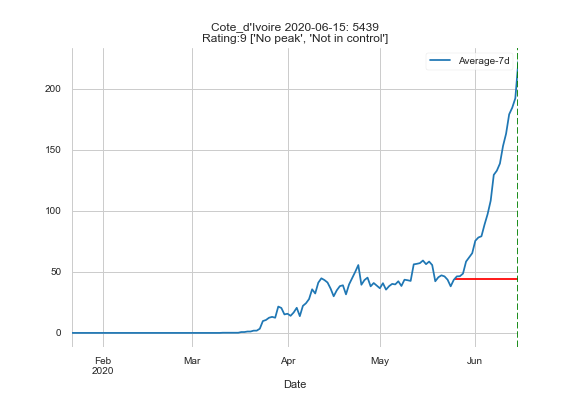 Cote_d'Ivoire 2020-06-15: 5439
Rating:9 ['No peak', 'Not in control']
Average-7d
200
150
100
50
0
Feb Mar Apr May Jun
2020
Date